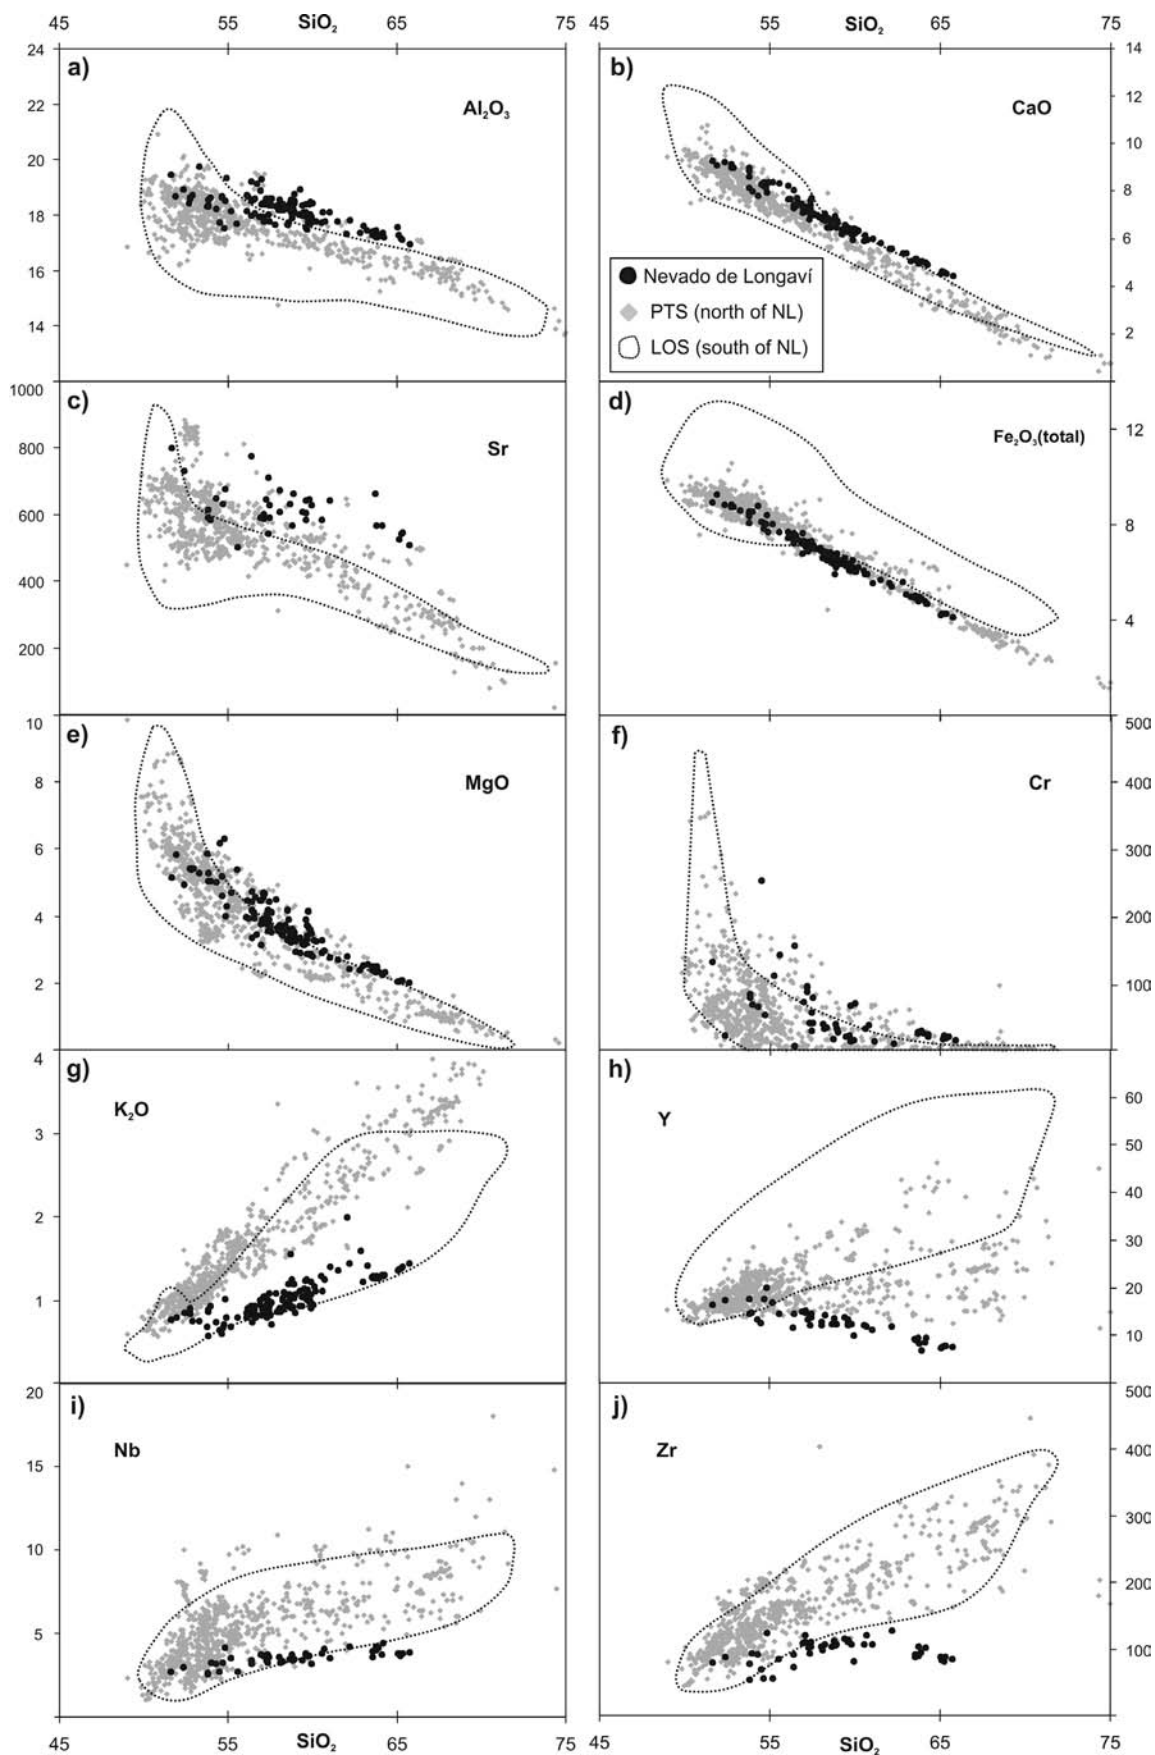 45 55 SiO₂ 65 75
55 SiO₂ 65 75
a) Al₂O₃
24
22
20
18
16
14
b) CaO
14
12
10
8
6
4
2
Nevado de Longaví
PTS (north of NL)
LOS (south of NL)
c) Sr
1000
800
600
400
200
d) Fe₂O₃(total)
12
8
4
e) MgO
10
8
6
4
2
f) Cr
500
400
300
200
100
g) K₂O
4
3
2
1
h) Y
60
50
40
30
20
10
i) Nb
20
15
10
5
j) Zr
500
400
300
200
100
45 55 SiO₂ 65 75
45 55 SiO₂ 65 75